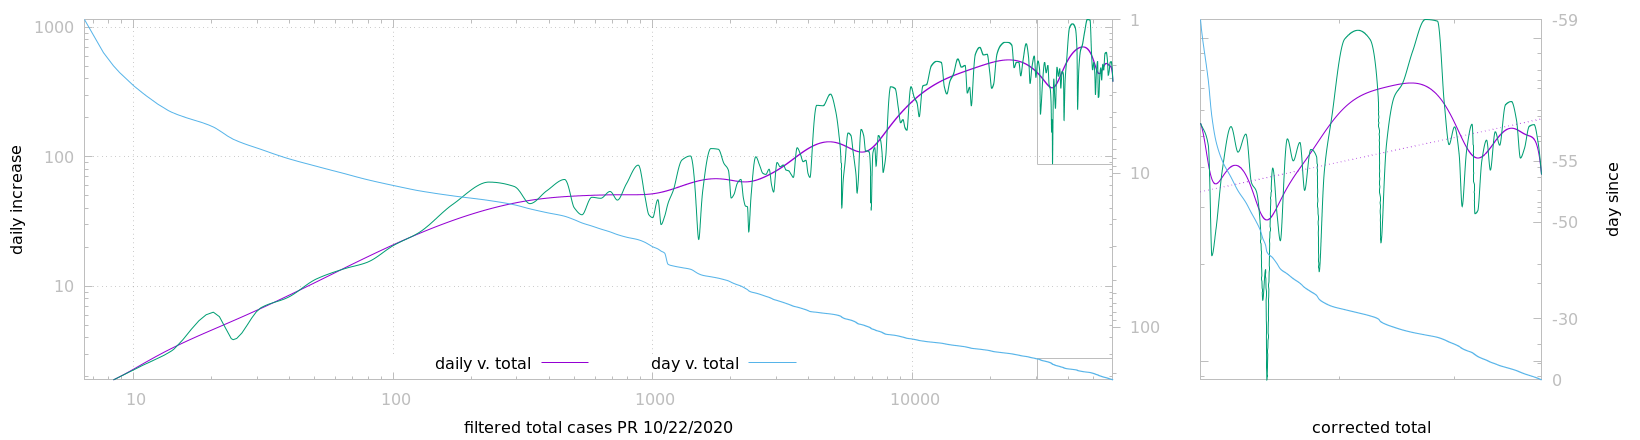 1000
100
10
daily increase
1
10
100
daily v. total
day v. total
10
100
1000
10000
filtered total cases PR 10/22/2020
-59
-55
-50
-30
0
day since
corrected total